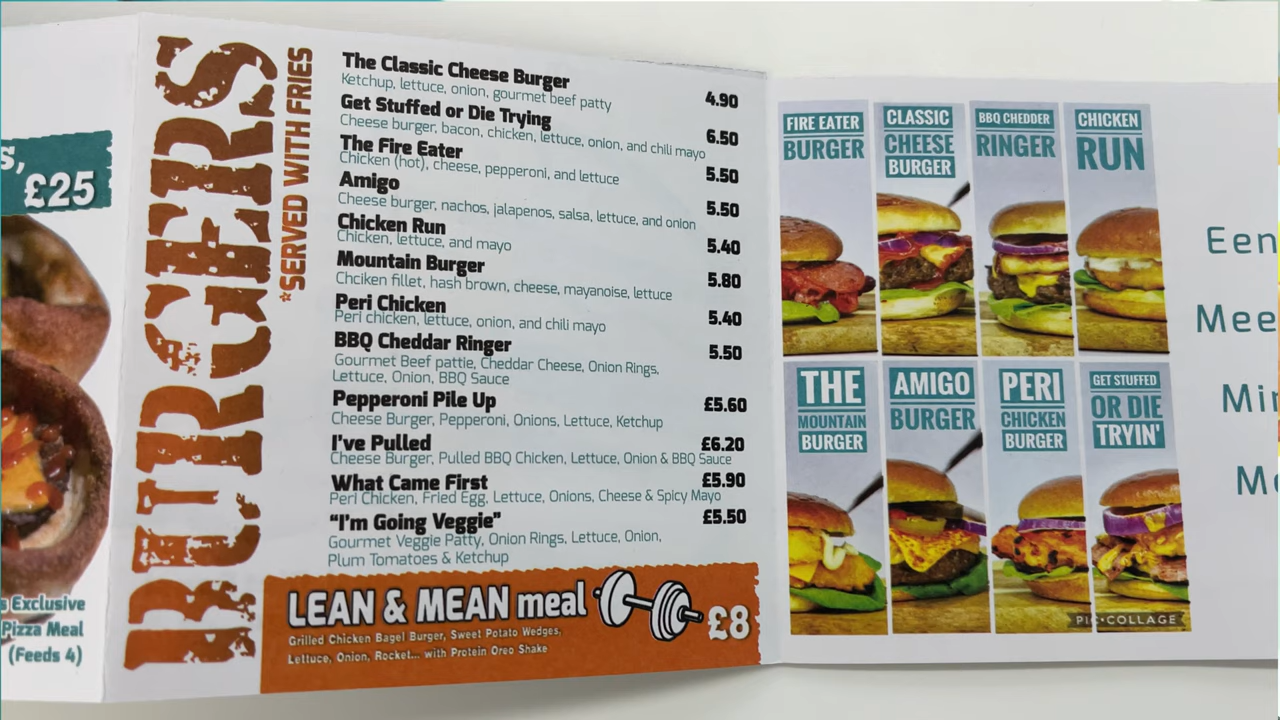 S,
£25
s Exclusive
Pizza Meal
(Feeds 4)
BURGERS
*SERVED WITH FRIES
The Classic Cheese Burger
Ketchup, lettuce, onion, gourmet beef patty
4.90
Get Stuffed or Die Trying
Cheese burger, bacon, chicken, lettuce, onion, and chili mayo
6.50
The Fire Eater
Chicken (hot), cheese, pepperoni, and lettuce
5.50
Amigo
Cheese burger, nachos, jalapenos, salsa, lettuce, and onion
5.50
Chicken Run
Chicken, lettuce, and mayo
5.40
Mountain Burger
Chciken fillet, hash brown, cheese, mayanoise, lettuce
5.80
Peri Chicken
Peri chicken, lettuce, onion, and chili mayo
5.40
BBQ Cheddar Ringer
5.50
Gourmet Beef pattie, Cheddar Cheese, Onion Rings,
Lettuce, Onion, BBQ Sauce
Pepperoni Pile Up
£5.60
Cheese Burger, Pepperoni, Onions, Lettuce, Ketchup
I've Pulled
£6.20
Cheese Burger, Pulled BBQ Chicken, Lettuce, Onion & BBQ Sauce
What Came First
£5.90
Peri Chicken, Fried Egg, Lettuce, Onions, Cheese & Spicy Mayo
"I'm Going Veggie"
£5.50
Gourmet Veggie Patty, Onion Rings, Lettuce, Onion,
Plum Tomatoes & Ketchup
LEAN & MEAN meal
£8
Grilled Chicken Bagel Burger, Sweet Potato Wedges,
Lettuce, Onion, Rocket... with Protein Oreo Shake
FIRE EATER
BURGER
CLASSIC
CHEESE
BURGER
BBQ CHEDDER
RINGER
CHICKEN
RUN
THE
MOUNTAIN
BURGER
AMIGO
BURGER
PERI
CHICKEN
BURGER
GET STUFFED
OR DIE
TRYIN'
PIC•COLLAGE
Een
Mee
Min
Me